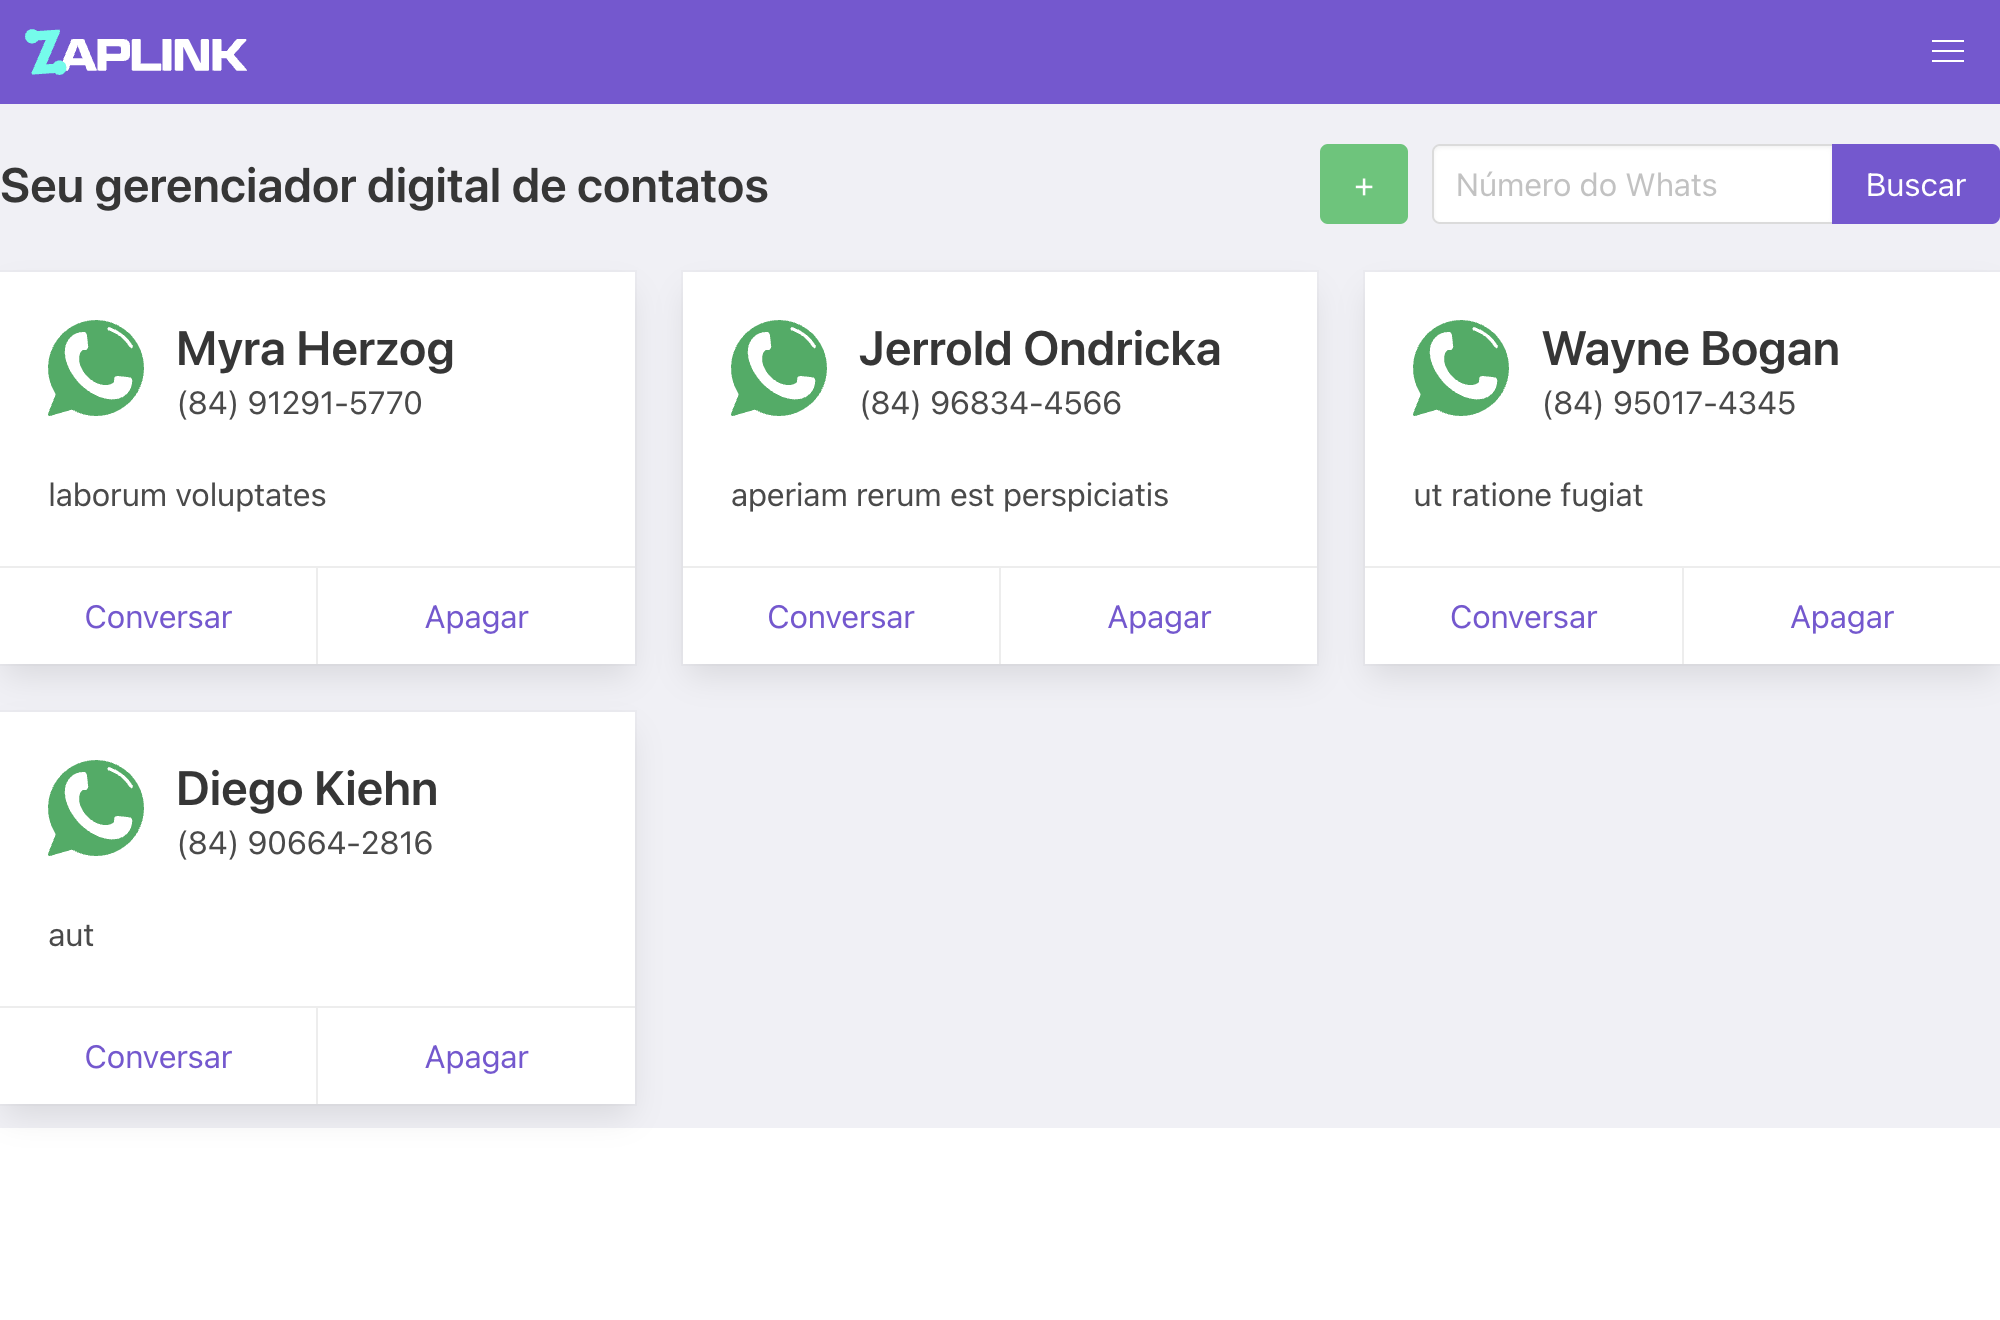 ZAPLINK
Seu gerenciador digital de contatos
+
Número do Whats
Buscar
Myra Herzog
(84) 91291-5770
laborum voluptates
Conversar
Apagar
Jerrold Ondricka
(84) 96834-4566
aperiam rerum est perspiciatis
Conversar
Apagar
Wayne Bogan
(84) 95017-4345
ut ratione fugiat
Conversar
Apagar
Diego Kiehn
(84) 90664-2816
aut
Conversar
Apagar